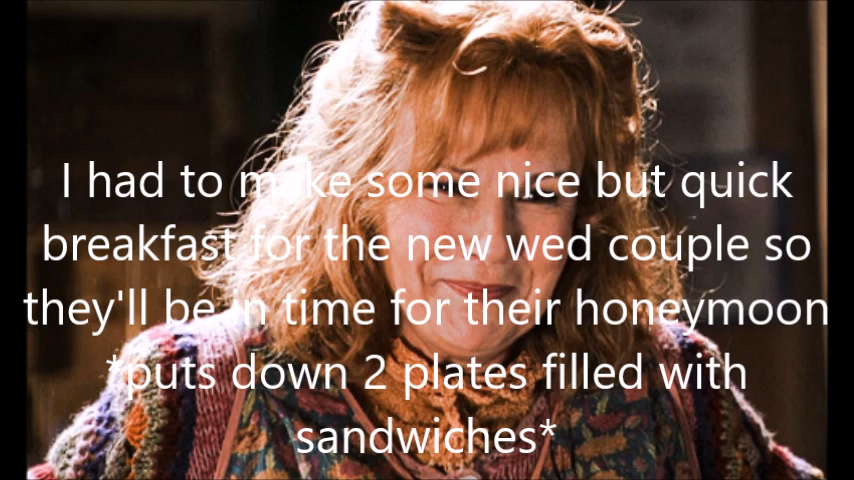 I had to make some nice but quick
breakfast for the new wed couple so
they'll be in time for their honeymoon
*puts down 2 plates filled with
sandwiches*